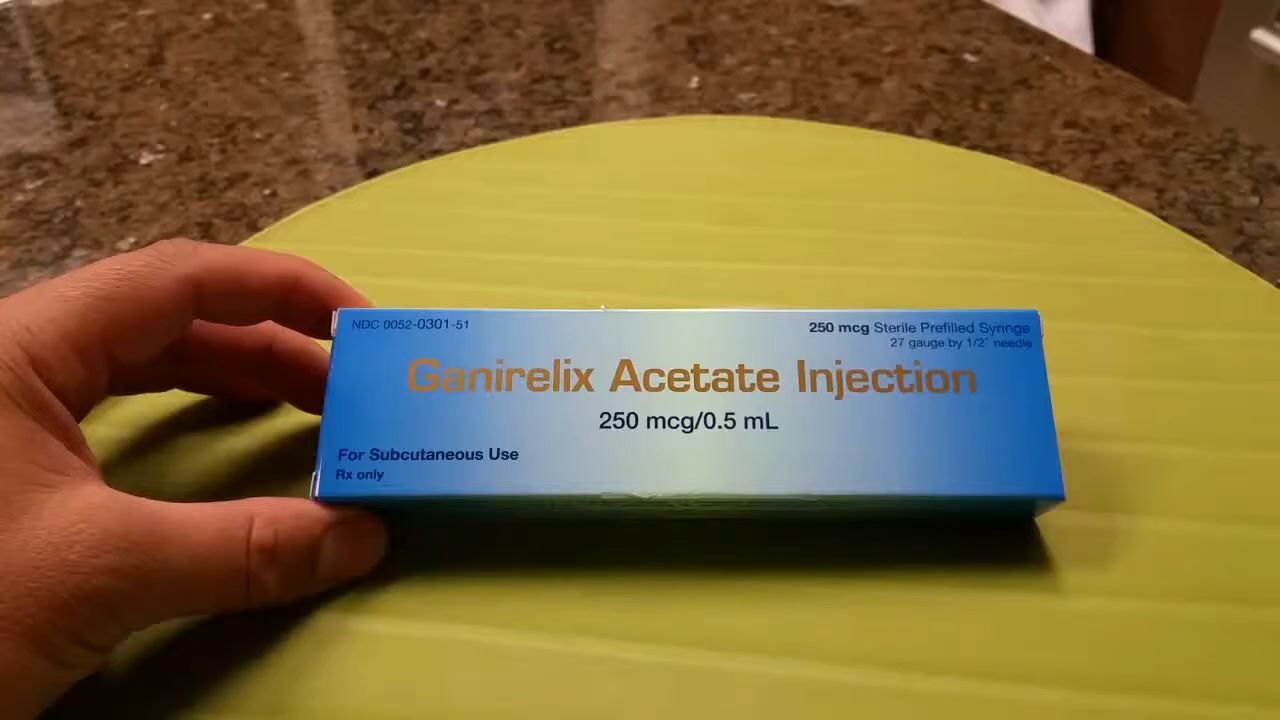 NDC 0052-0301-51
250 mcg Sterile Prefilled Syringe
27 gauge by 1/2" needle
Ganirelix Acetate Injection
250 mcg/0.5 mL
For Subcutaneous Use
Rx only